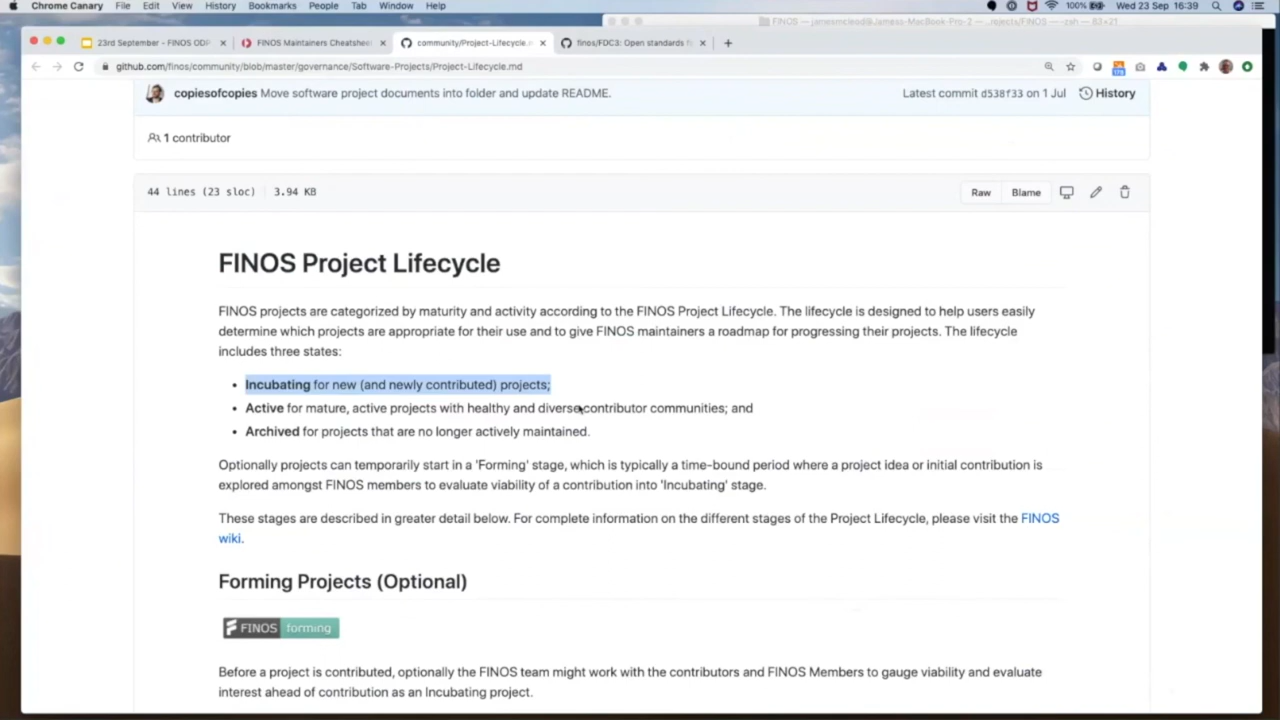 Chrome Canary File Edit View History Bookmarks People Tab Window Help 100% Wed 23 Sep 16:39
FINOS — jamesmcleod@Jamess-MacBook-Pro-2 — ..rojects/FINOS — -zsh — 83×21
23rd September - FINOS ODP × FINOS Maintainers Cheatshee × community/Project-Lifecycle.m × finos/FDC3: Open standards fo × +
github.com/finos/community/blob/master/governance/Software-Projects/Project-Lifecycle.md
copiesofcopies Move software project documents into folder and update README. Latest commit d538f33 on 1 Jul History
1 contributor
44 lines (23 sloc) 3.94 KB Raw Blame
FINOS Project Lifecycle
FINOS projects are categorized by maturity and activity according to the FINOS Project Lifecycle. The lifecycle is designed to help users easily
determine which projects are appropriate for their use and to give FINOS maintainers a roadmap for progressing their projects. The lifecycle
includes three states:
• Incubating for new (and newly contributed) projects;
• Active for mature, active projects with healthy and diverse contributor communities; and
• Archived for projects that are no longer actively maintained.
Optionally projects can temporarily start in a 'Forming' stage, which is typically a time-bound period where a project idea or initial contribution is
explored amongst FINOS members to evaluate viability of a contribution into 'Incubating' stage.
These stages are described in greater detail below. For complete information on the different stages of the Project Lifecycle, please visit the FINOS
wiki.
Forming Projects (Optional)
FINOS forming
Before a project is contributed, optionally the FINOS team might work with the contributors and FINOS Members to gauge viability and evaluate
interest ahead of contribution as an Incubating project.